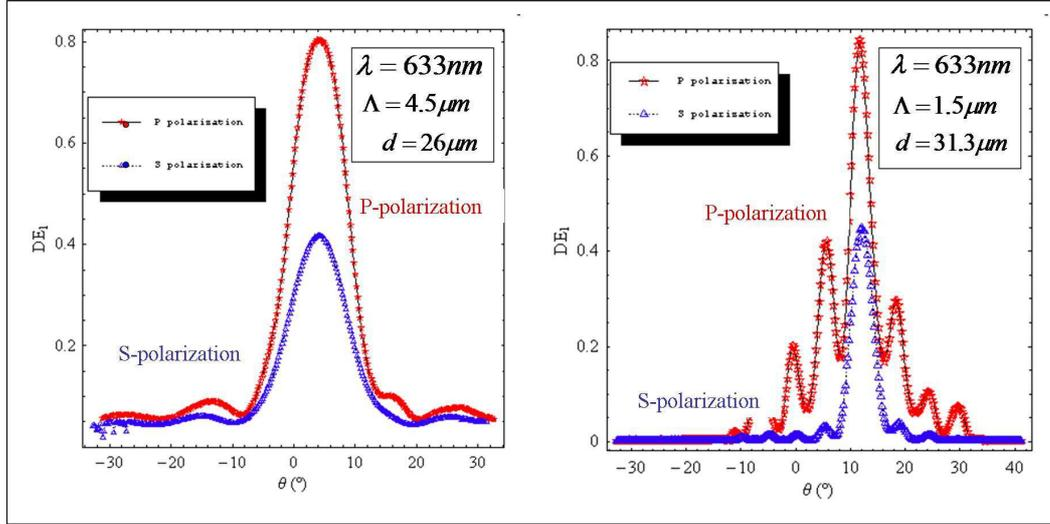 0.8
0.6
0.4
0.2
DE₁
−30
−20
−10
0
10
20
30
θ (º)
P polarization
S polarization
λ = 633nm
Λ = 4.5μm
d = 26μm
P-polarization
S-polarization
0.8
0.6
0.4
0.2
0
DE₁
−30
−20
−10
0
10
20
30
40
θ (º)
P polarization
S polarization
λ = 633nm
Λ = 1.5μm
d = 31.3μm
P-polarization
S-polarization